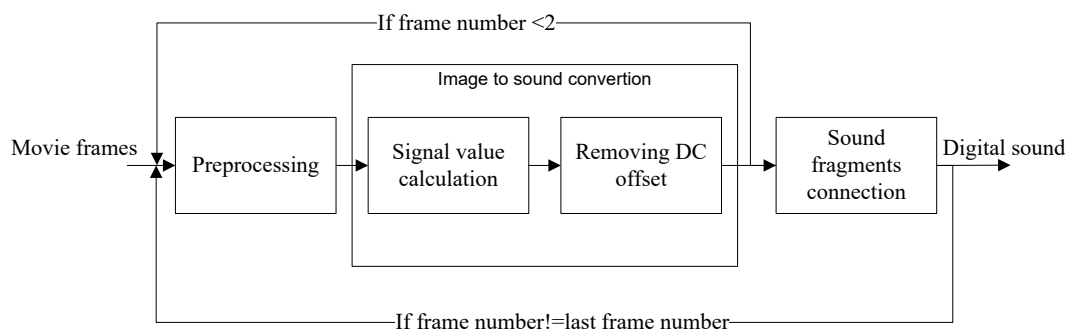 If frame number <2
Image to sound convertion
Movie frames
Preprocessing
Signal value
calculation
Removing DC
offset
Sound
fragments
connection
Digital sound
If frame number!=last frame number